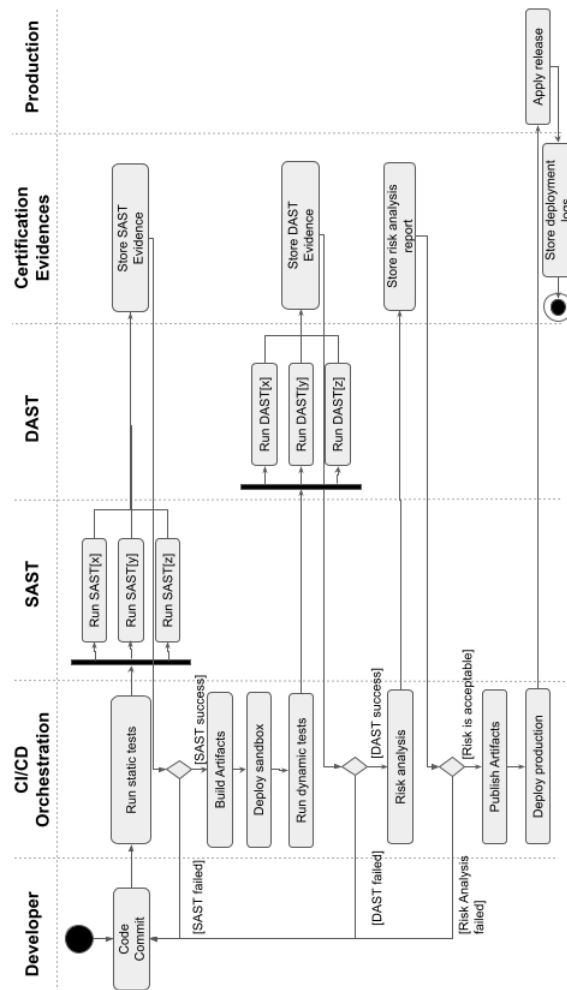 Developer
CI/CD
Orchestration
SAST
DAST
Certification
Evidences
Production
Code
Commit
Run static tests
Run SAST[x]
Run SAST[y]
Run SAST[z]
Store SAST
Evidence
[SAST failed]
[SAST success]
Build Artifacts
Deploy sandbox
Run dynamic tests
Run DAST[x]
Run DAST[y]
Run DAST[z]
Store DAST
Evidence
[DAST failed]
[DAST success]
Risk analysis
Store risk analysis
report
[Risk Analysis
failed]
[Risk is acceptable]
Publish Artifacts
Deploy production
Apply release
Store deployment
logs